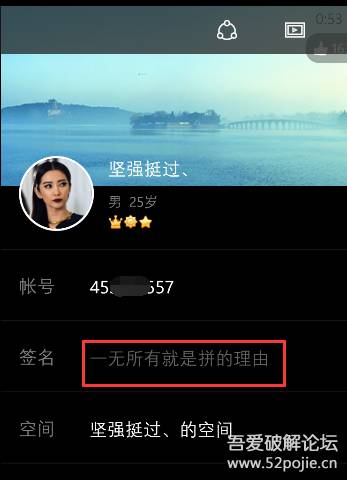 0:53
16
坚强挺过、
男 25岁
帐号 45 557
签名 一无所有就是拼的理由
空间 坚强挺过、的空间
吾爱破解论坛
www.52pojie.cn